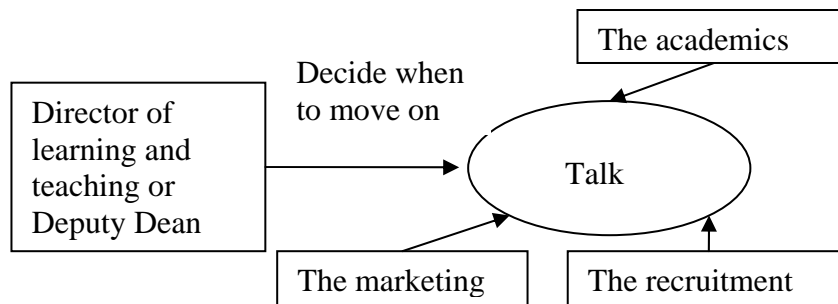 The academics
Decide when
to move on
Director of
learning and
teaching or
Deputy Dean
Talk
The marketing
The recruitment